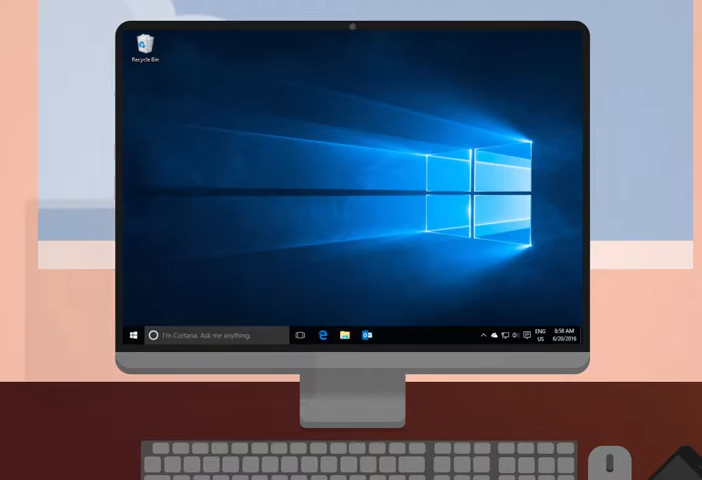 Recycle Bin
I'm Cortana. Ask me anything.
ENG
US
8:58 AM
6/28/2016